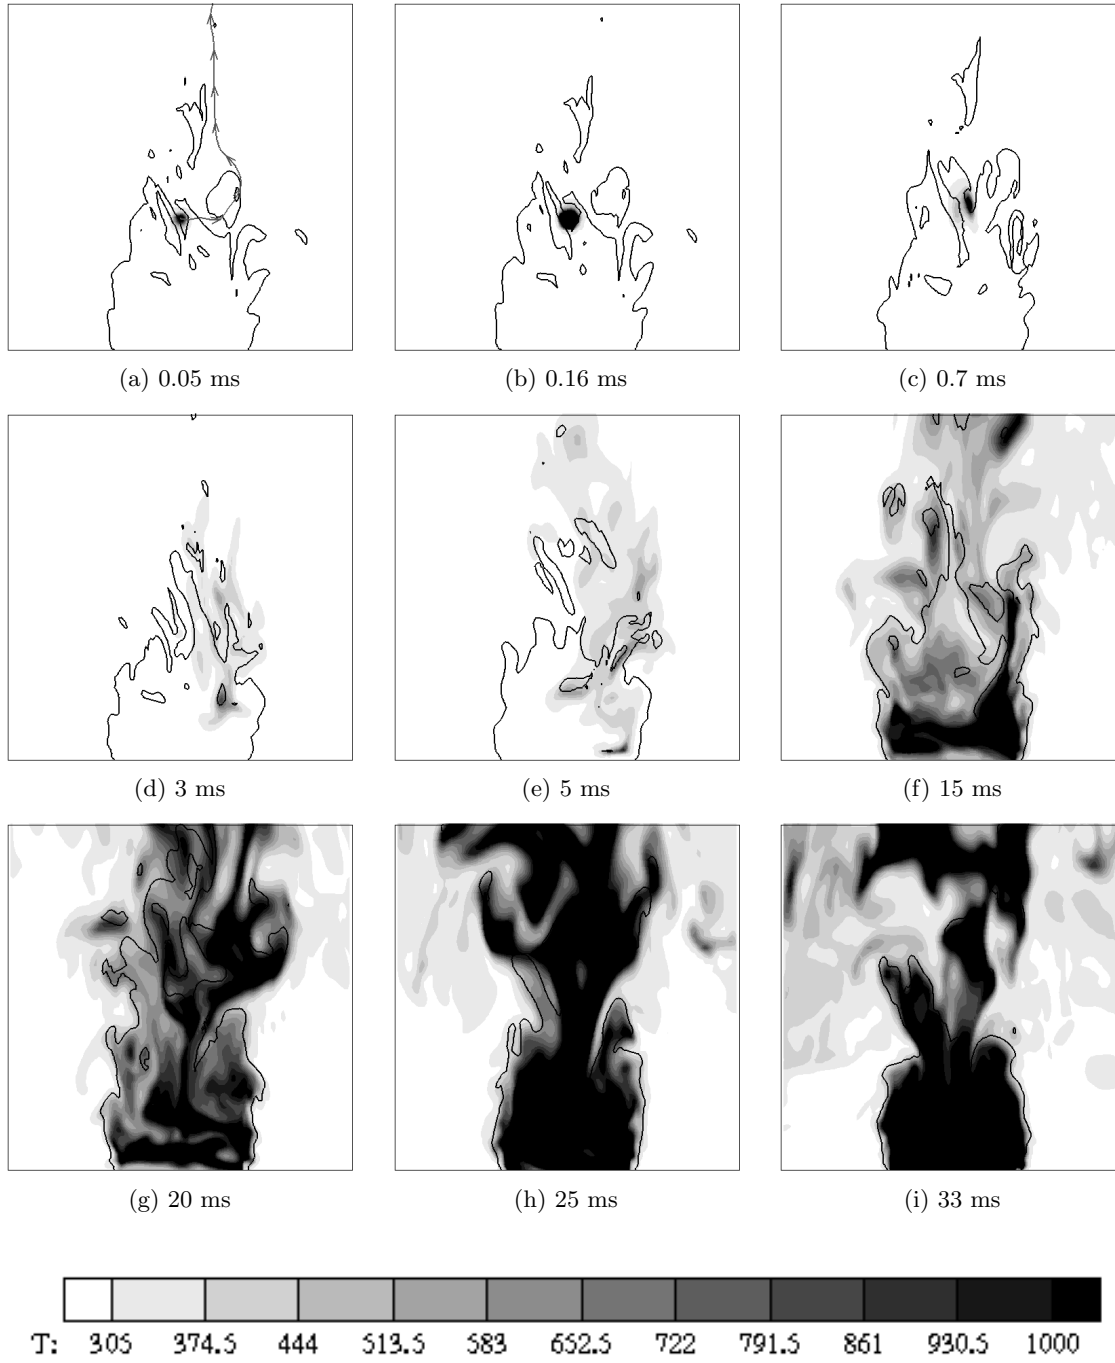 (a) 0.05 ms
(b) 0.16 ms
(c) 0.7 ms
(d) 3 ms
(e) 5 ms
(f) 15 ms
(g) 20 ms
(h) 25 ms
(i) 33 ms
T: 305 374.5 444 513.5 583 652.5 722 791.5 861 930.5 1000